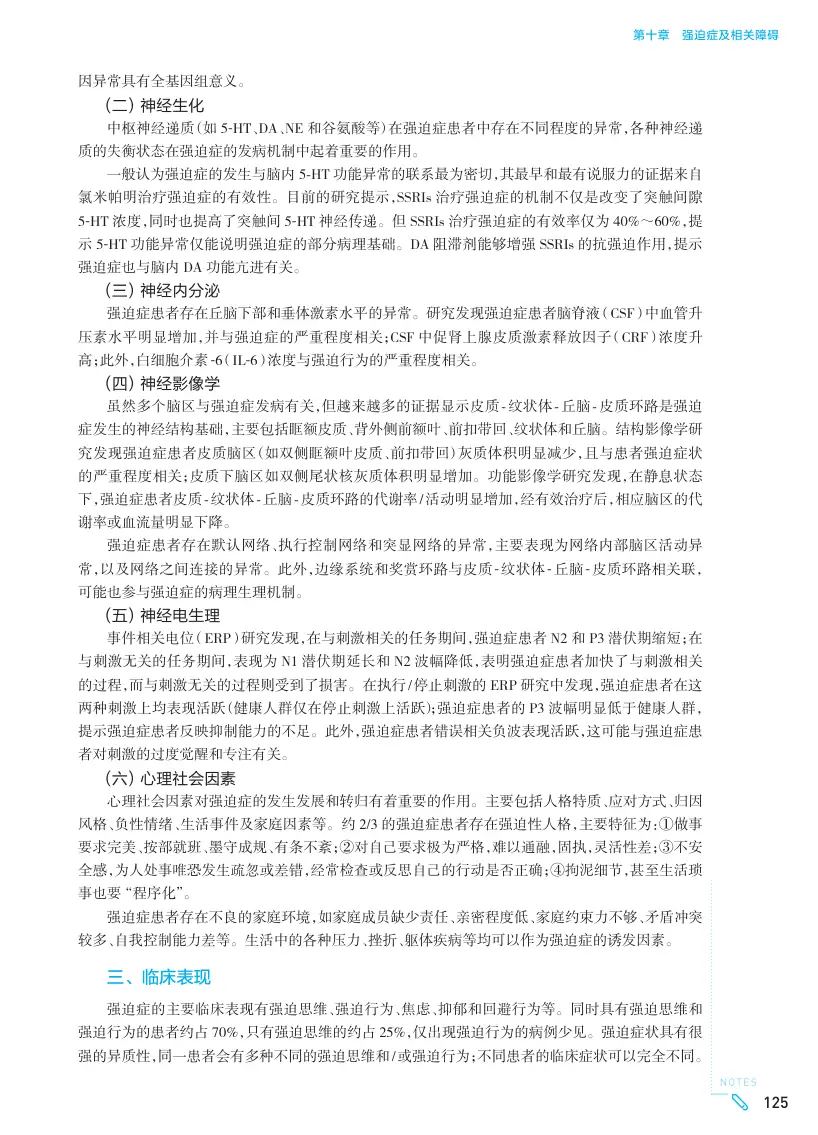 第十章 强迫症及相关障碍
因异常具有全基因组意义。
（二）神经生化
中枢神经递质（如 5-HT、DA、NE 和谷氨酸等）在强迫症患者中存在不同程度的异常，各种神经递
质的失衡状态在强迫症的发病机制中起着重要的作用。
一般认为强迫症的发生与脑内 5-HT 功能异常的联系最为密切，其最早和最有说服力的证据来自
氯米帕明治疗强迫症的有效性。目前的研究提示，SSRIs 治疗强迫症的机制不仅是改变了突触间隙
5-HT 浓度，同时也提高了突触间 5-HT 神经传递。但 SSRIs 治疗强迫症的有效率仅为 40%～60%，提
示 5-HT 功能异常仅能说明强迫症的部分病理基础。DA 阻滞剂能够增强 SSRIs 的抗强迫作用，提示
强迫症也与脑内 DA 功能亢进有关。
（三）神经内分泌
强迫症患者存在丘脑下部和垂体激素水平的异常。研究发现强迫症患者脑脊液（CSF）中血管升
压素水平明显增加，并与强迫症的严重程度相关；CSF 中促肾上腺皮质激素释放因子（CRF）浓度升
高；此外，白细胞介素 -6（IL-6）浓度与强迫行为的严重程度相关。
（四）神经影像学
虽然多个脑区与强迫症发病有关，但越来越多的证据显示皮质 - 纹状体 - 丘脑 - 皮质环路是强迫
症发生的神经结构基础，主要包括眶额皮质、背外侧前额叶、前扣带回、纹状体和丘脑。结构影像学研
究发现强迫症患者皮质脑区（如双侧眶额叶皮质、前扣带回）灰质体积明显减少，且与患者强迫症状
的严重程度相关；皮质下脑区如双侧尾状核灰质体积明显增加。功能影像学研究发现，在静息状态
下，强迫症患者皮质 - 纹状体 - 丘脑 - 皮质环路的代谢率 / 活动明显增加，经有效治疗后，相应脑区的代
谢率或血流量明显下降。
强迫症患者存在默认网络、执行控制网络和突显网络的异常，主要表现为网络内部脑区活动异
常，以及网络之间连接的异常。此外，边缘系统和奖赏环路与皮质 - 纹状体 - 丘脑 - 皮质环路相关联，
可能也参与强迫症的病理生理机制。
（五）神经电生理
事件相关电位（ERP）研究发现，在与刺激相关的任务期间，强迫症患者 N2 和 P3 潜伏期缩短；在
与刺激无关的任务期间，表现为 N1 潜伏期延长和 N2 波幅降低，表明强迫症患者加快了与刺激相关
的过程，而与刺激无关的过程则受到了损害。在执行 / 停止刺激的 ERP 研究中发现，强迫症患者在这
两种刺激上均表现活跃（健康人群仅在停止刺激上活跃）；强迫症患者的 P3 波幅明显低于健康人群，
提示强迫症患者反映抑制能力的不足。此外，强迫症患者错误相关负波表现活跃，这可能与强迫症患
者对刺激的过度觉醒和专注有关。
（六）心理社会因素
心理社会因素对强迫症的发生发展和转归有着重要的作用。主要包括人格特质、应对方式、归因
风格、负性情绪、生活事件及家庭因素等。约 2/3 的强迫症患者存在强迫性人格，主要特征为：①做事
要求完美、按部就班、墨守成规、有条不紊；②对自己要求极为严格，难以通融，固执，灵活性差；③不安
全感，为人处事唯恐发生疏忽或差错，经常检查或反思自己的行动是否正确；④拘泥细节，甚至生活琐
事也要“程序化”。
强迫症患者存在不良的家庭环境，如家庭成员缺少责任、亲密程度低、家庭约束力不够、矛盾冲突
较多、自我控制能力差等。生活中的各种压力、挫折、躯体疾病等均可以作为强迫症的诱发因素。
三、临床表现
强迫症的主要临床表现有强迫思维、强迫行为、焦虑、抑郁和回避行为等。同时具有强迫思维和
强迫行为的患者约占 70%，只有强迫思维的约占 25%，仅出现强迫行为的病例少见。强迫症状具有很
强的异质性，同一患者会有多种不同的强迫思维和 / 或强迫行为；不同患者的临床症状可以完全不同。
NOTES
125